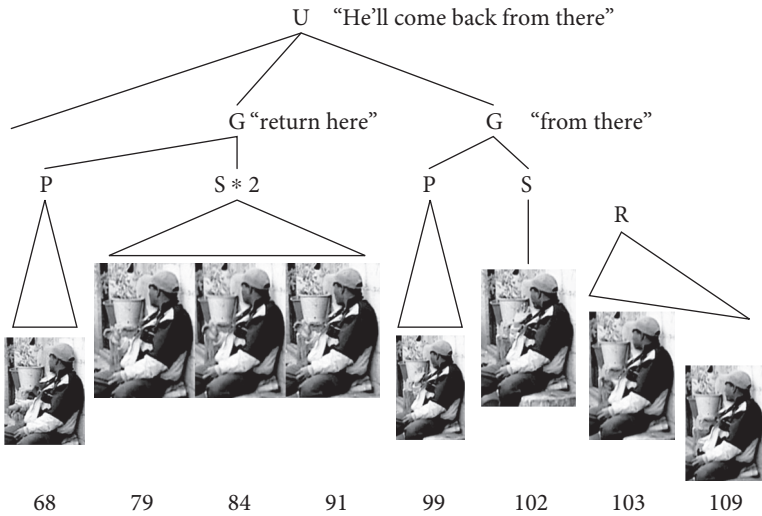 U "He'll come back from there"
G "return here" G "from there"
P S * 2 P S
R
68 79 84 91 99 102 103 109